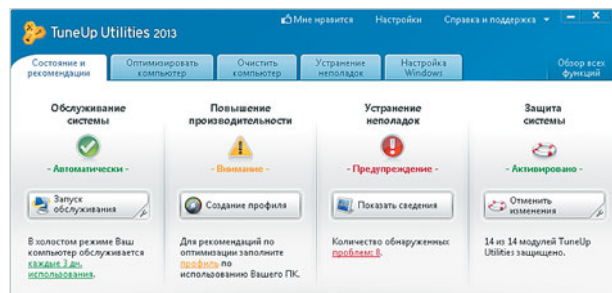 Мне нравится Настройки Справка и поддержка
TuneUp Utilities 2013
Состояние и рекомендации
Оптимизировать компьютер
Очистить компьютер
Устранение неполадок
Настройка Windows
Обзор всех функций
Обслуживание системы
- Автоматически -
Запуск обслуживания
В холостом режиме Ваш
компьютер обслуживается
каждые 3 дн.
использования.
Повышение производительности
- Внимание -
Создание профиля
Для рекомендаций по
оптимизации заполните
профиль по
использованию Вашего ПК.
Устранение неполадок
- Предупреждение -
Показать сведения
Количество обнаруженных
проблем: 8.
Защита системы
- Активировано -
Отменить изменения
14 из 14 модулей TuneUp
Utilities защищено.